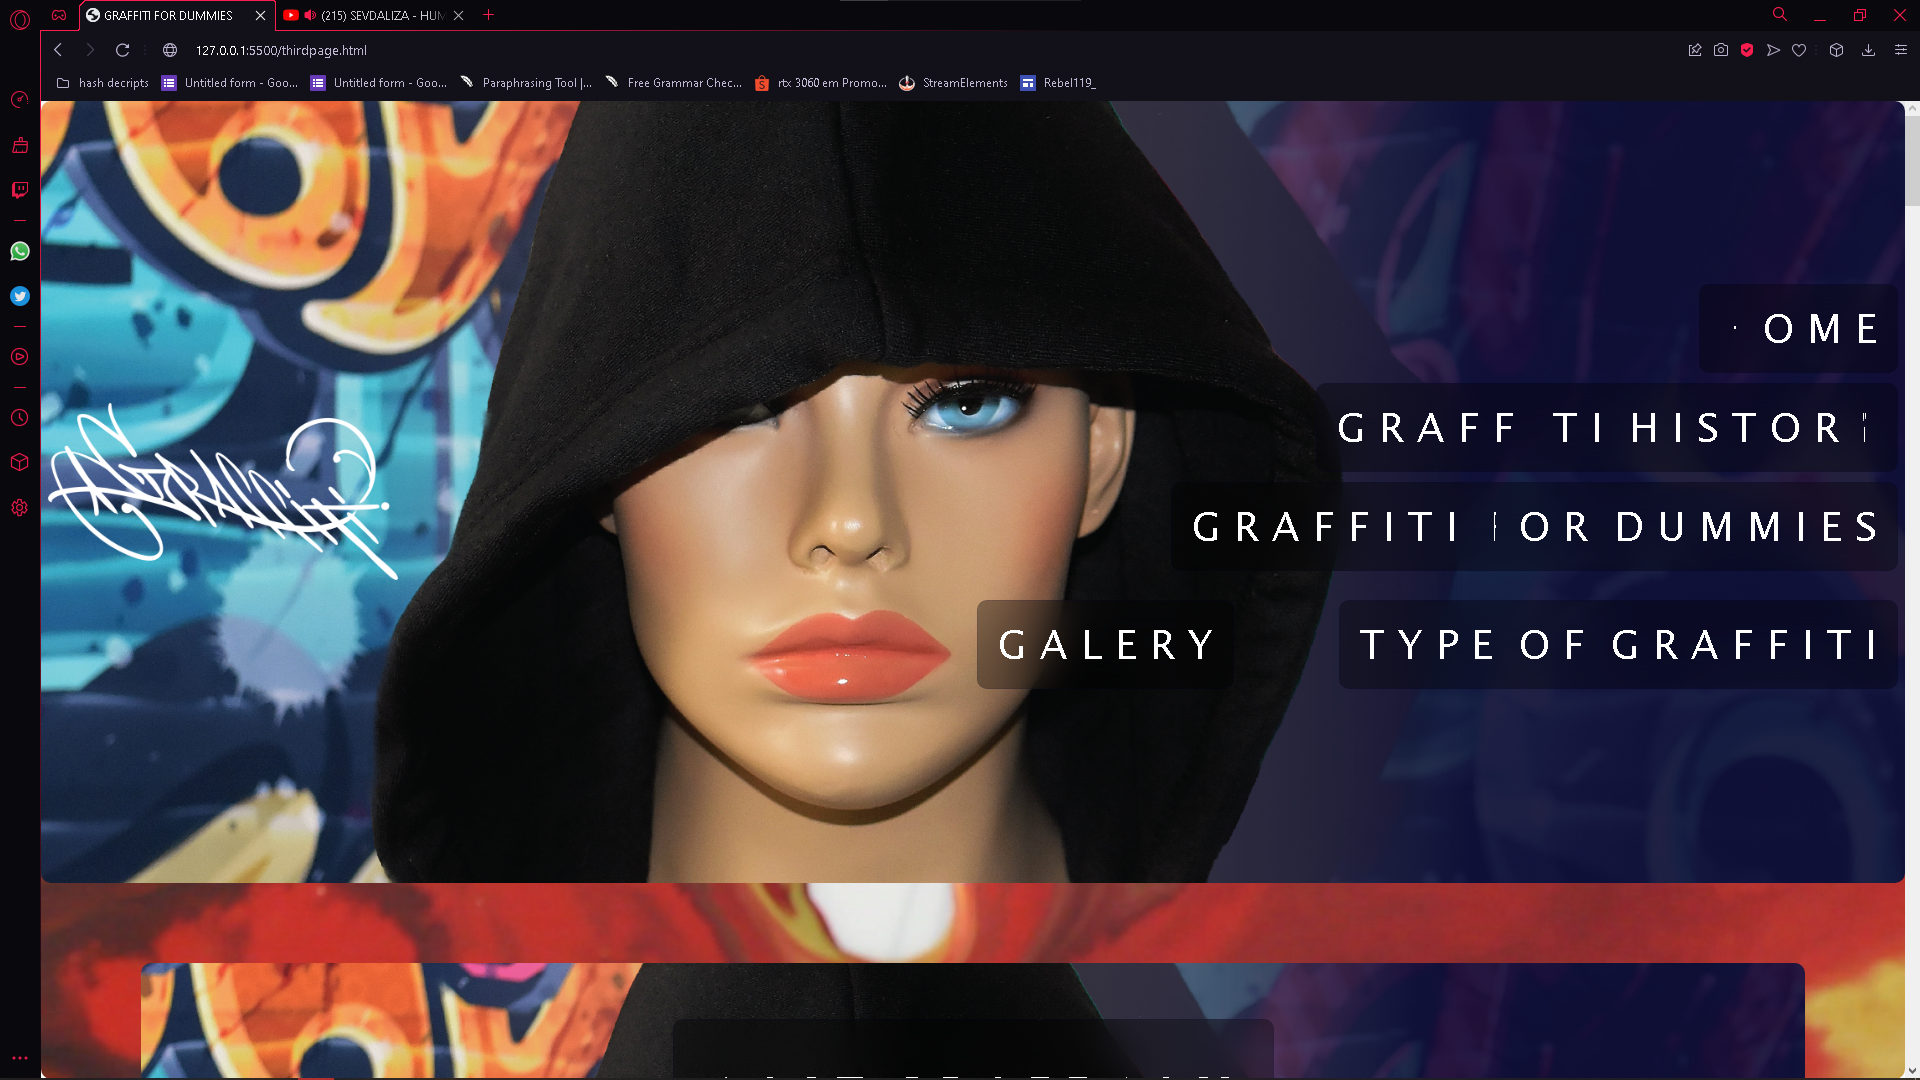 GRAFFITI FOR DUMMIES
(215) SEVDALIZA - HUM
127.0.0.1:5500/thirdpage.html
hash decripts
Untitled form - Goo...
Untitled form - Goo...
Paraphrasing Tool |...
Free Grammar Chec...
rtx 3060 em Promo...
StreamElements
Rebel119_
OME
GRAFF TI HISTOR
GRAFFITI OR DUMMIES
GALERY
TYPE OF GRAFFITI